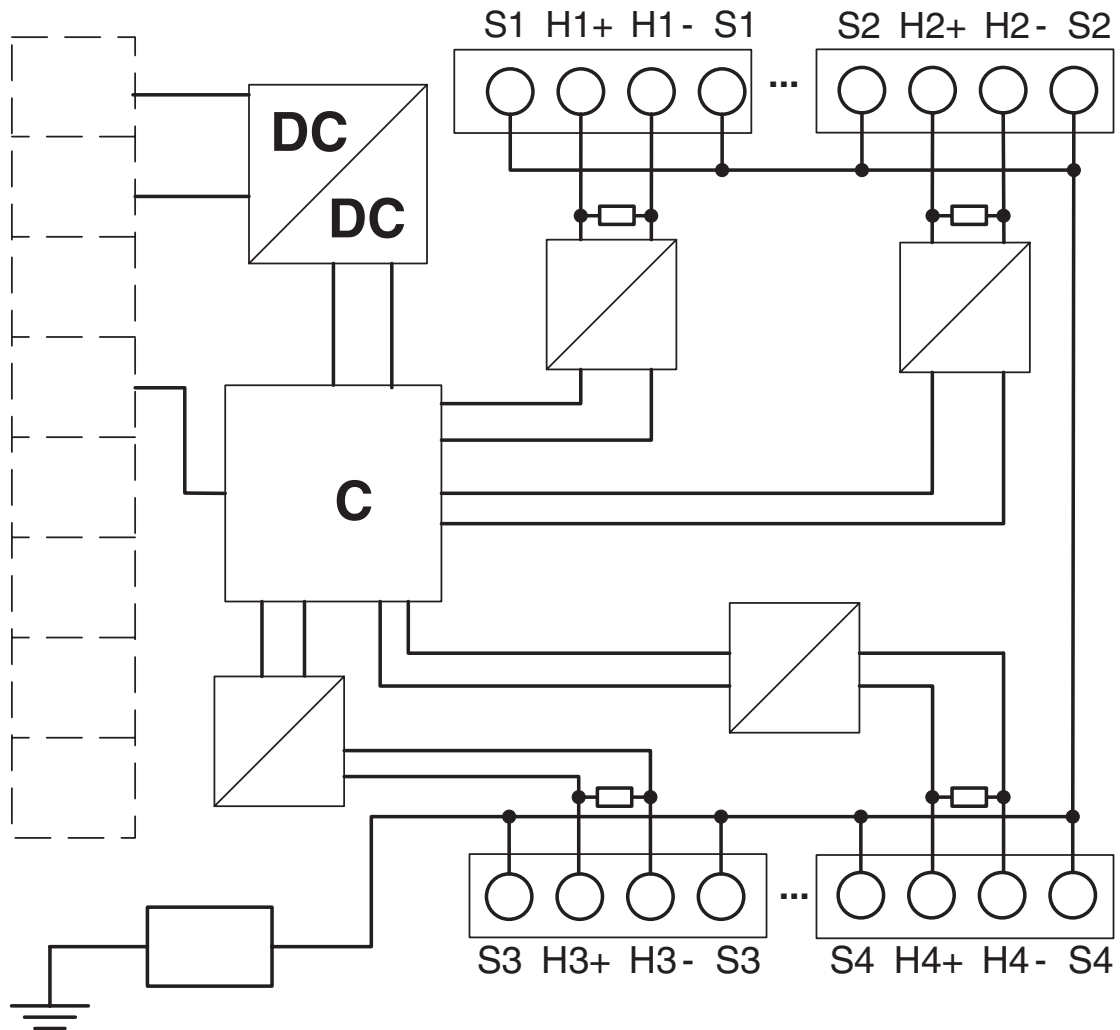 S1 H1+ H1- S1 S2 H2+ H2- S2
... 
DC
DC
C
...
S3 H3+ H3- S3 S4 H4+ H4- S4